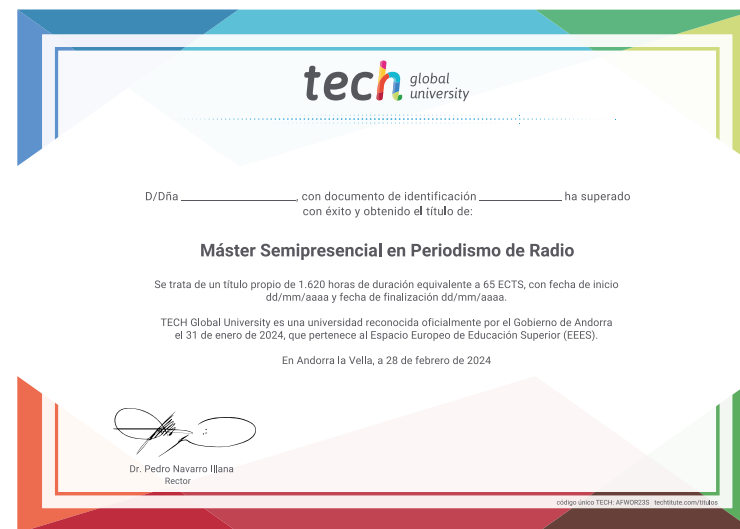 tech global university
D/Dña ____________, con documento de identificación ____________ ha superado
con éxito y obtenido el título de:
Máster Semipresencial en Periodismo de Radio
Se trata de un título propio de 1.620 horas de duración equivalente a 65 ECTS, con fecha de inicio
dd/mm/aaaa y fecha de finalización dd/mm/aaaa.
TECH Global University es una universidad reconocida oficialmente por el Gobierno de Andorra
el 31 de enero de 2024, que pertenece al Espacio Europeo de Educación Superior (EEES).
En Andorra la Vella, a 28 de febrero de 2024
Dr. Pedro Navarro Illana
Rector
código único TECH: AFWOR23S techtitute.com/titulos